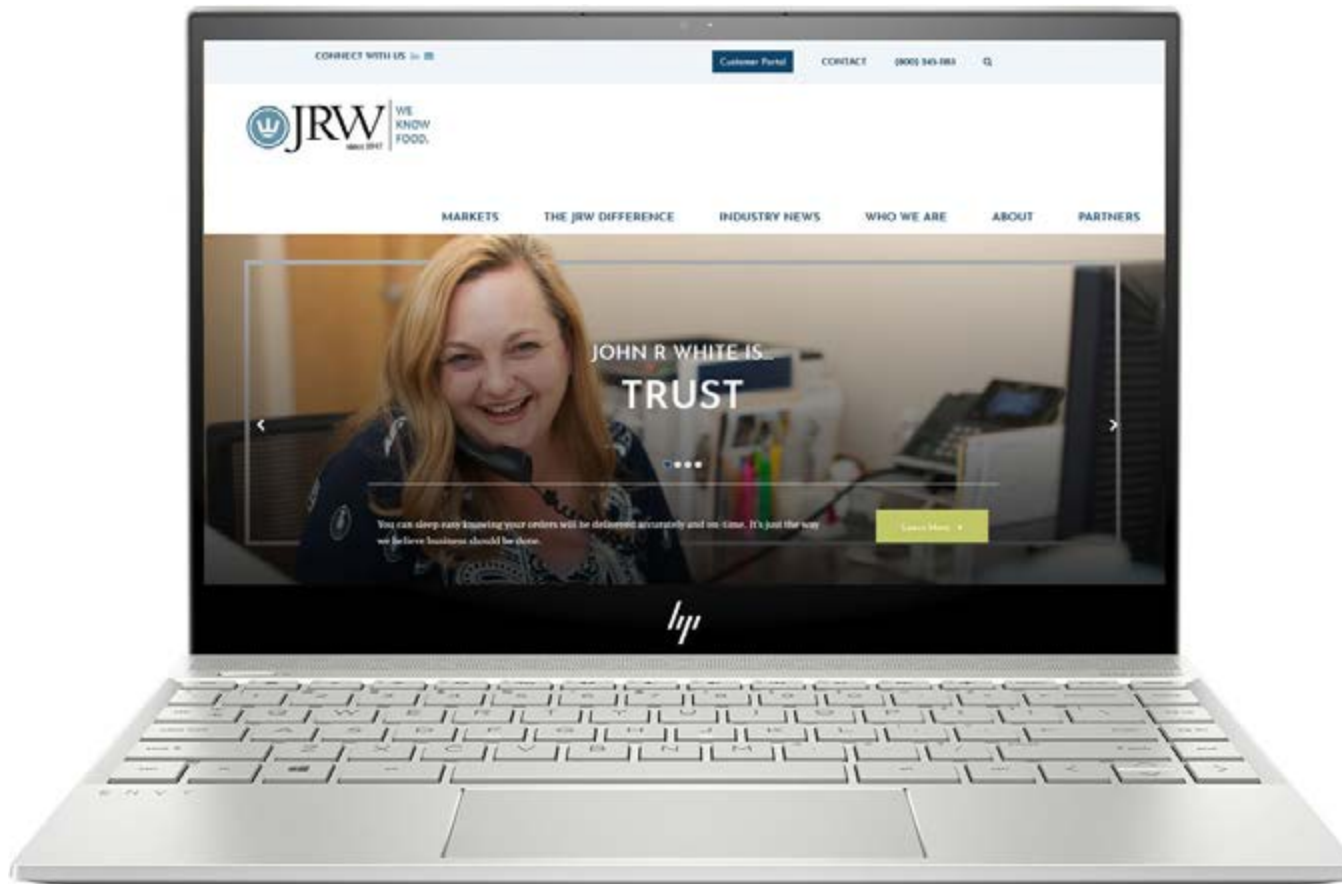 CONNECT WITH US in
Customer Portal
CONTACT
W
JRW
WE
KNOW
FOOD.
MARKETS
THE JRW DIFFERENCE
INDUSTRY NEWS
WHO WE ARE
ABOUT
PARTNERS
JOHN R WHITE IS...
TRUST
You can sleep easy knowing your orders will be delivered accurately and on-time. It's just the way
we believe business should be done.
Learn More
hp
ENVY